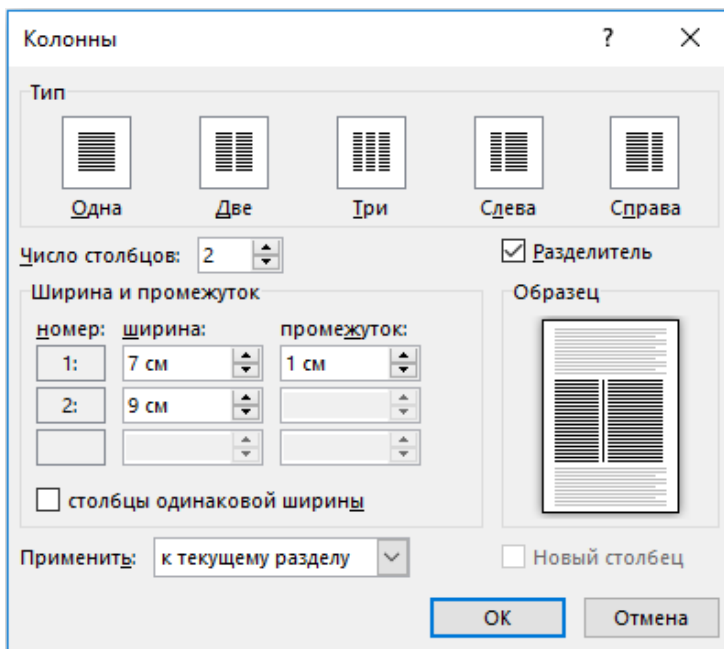 Колонны ?
Тип
Одна Две Три Слева Справа
Число столбцов: 2 Разделитель
Ширина и промежуток Образец
номер: ширина: промежуток:
1: 7 см 1 см
2: 9 см
столбцы одинаковой ширины
Применить: к текущему разделу Новый столбец
ОК Отмена